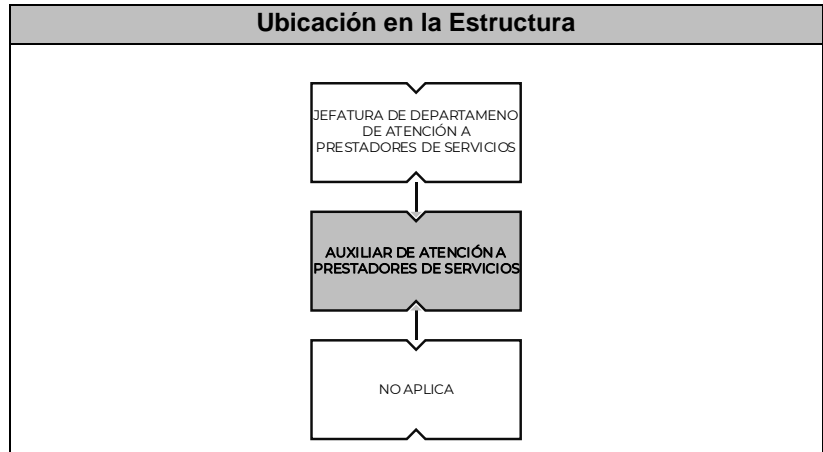 Ubicación en la Estructura
JEFATURA DE DEPARTAMENO
DE ATENCIÓN A
PRESTADORES DE SERVICIOS
AUXILIAR DE ATENCIÓN A
PRESTADORES DE SERVICIOS
NO APLICA